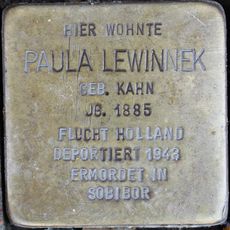 HIER WOHNTE
PAULA LEWINNEK
GEB. KAHN
JG. 1885
FLUCHT HOLLAND
DEPORTIERT 1943
ERMORDET IN
SOBIBOR